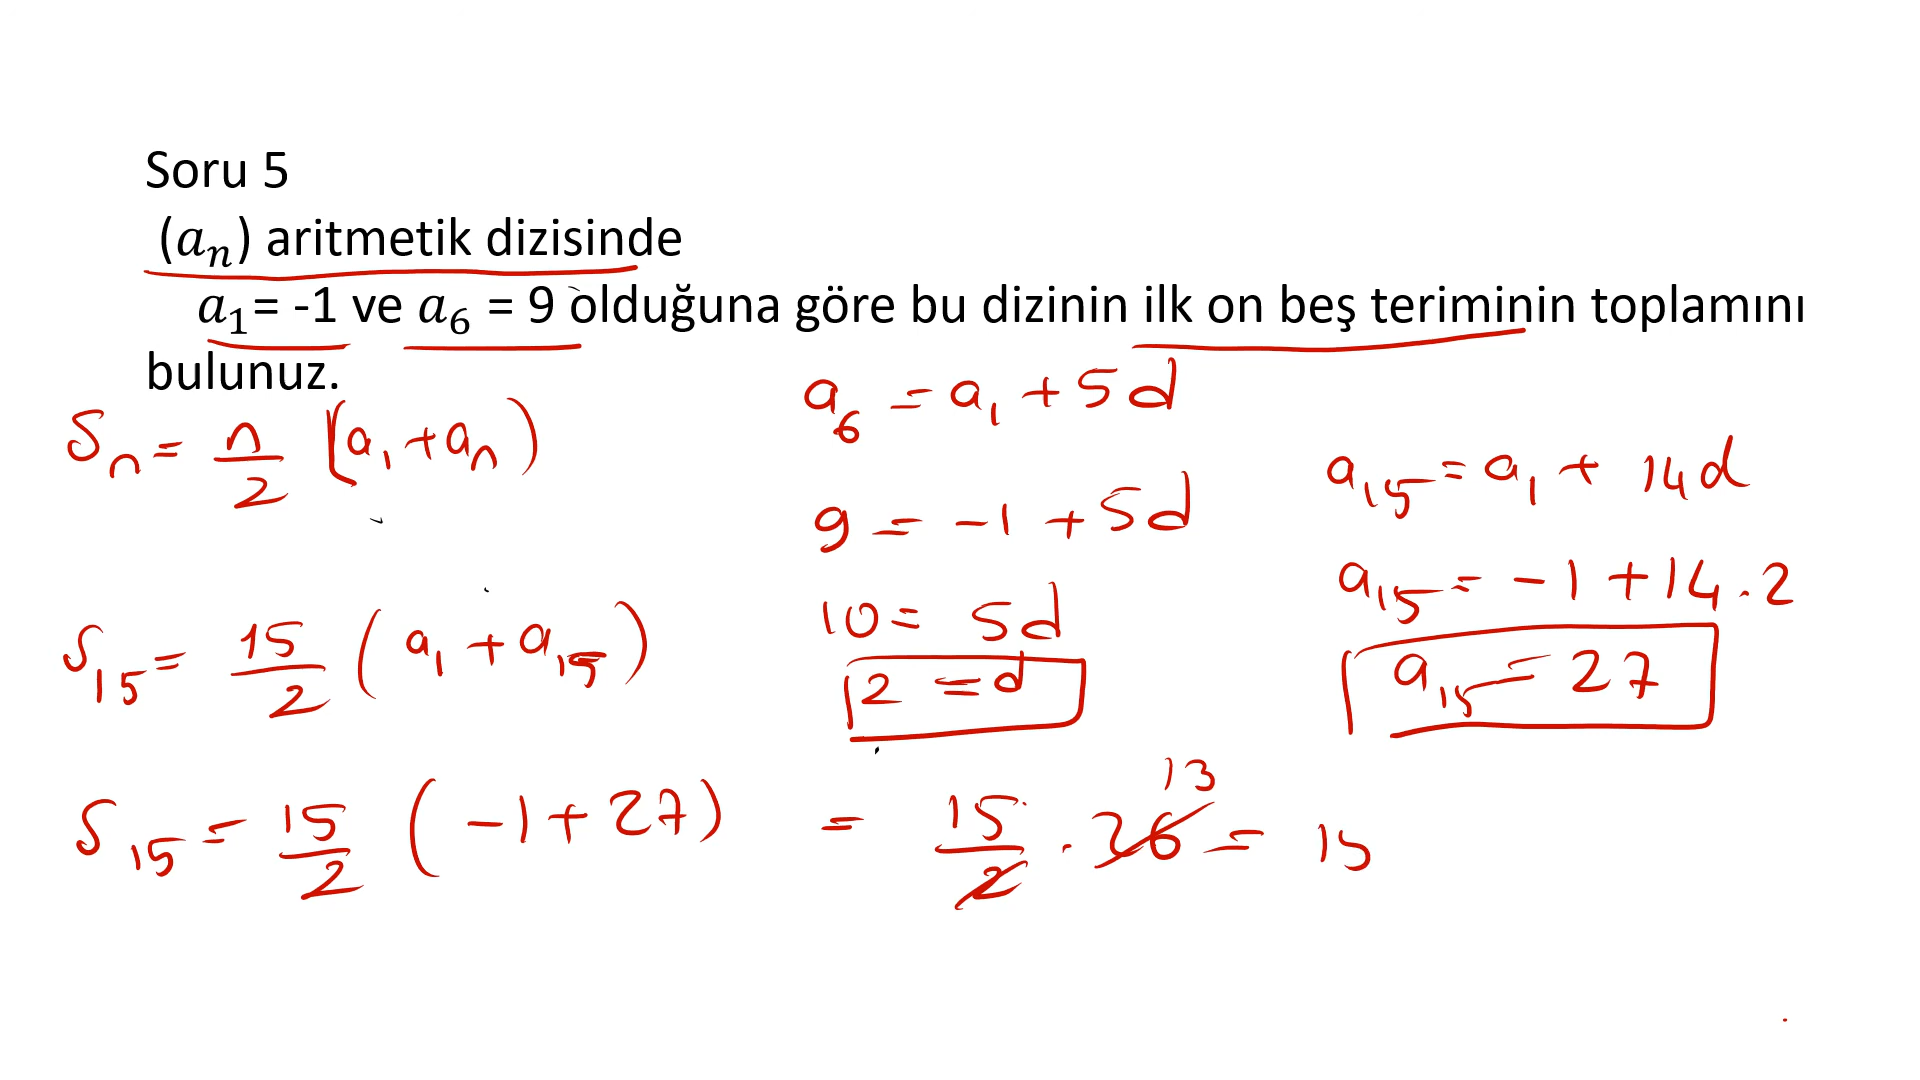 Soru 5
(aₙ) aritmetik dizisinde
a₁= -1 ve a₆ = 9 olduğuna göre bu dizinin ilk on beş teriminin toplamını
bulunuz.
Sₙ = n/2 (a₁ + aₙ)
S₁₅ = 15/2 (a₁ + a₁₅)
a₆ = a₁ + 5d
9 = -1 + 5d
10 = 5d
2 = d
a₁₅ = a₁ + 14d
a₁₅ = -1 + 14.2
a₁₅ = 27
S₁₅ = 15/2 (-1 + 27) = 15/2 . 26 13 = 15